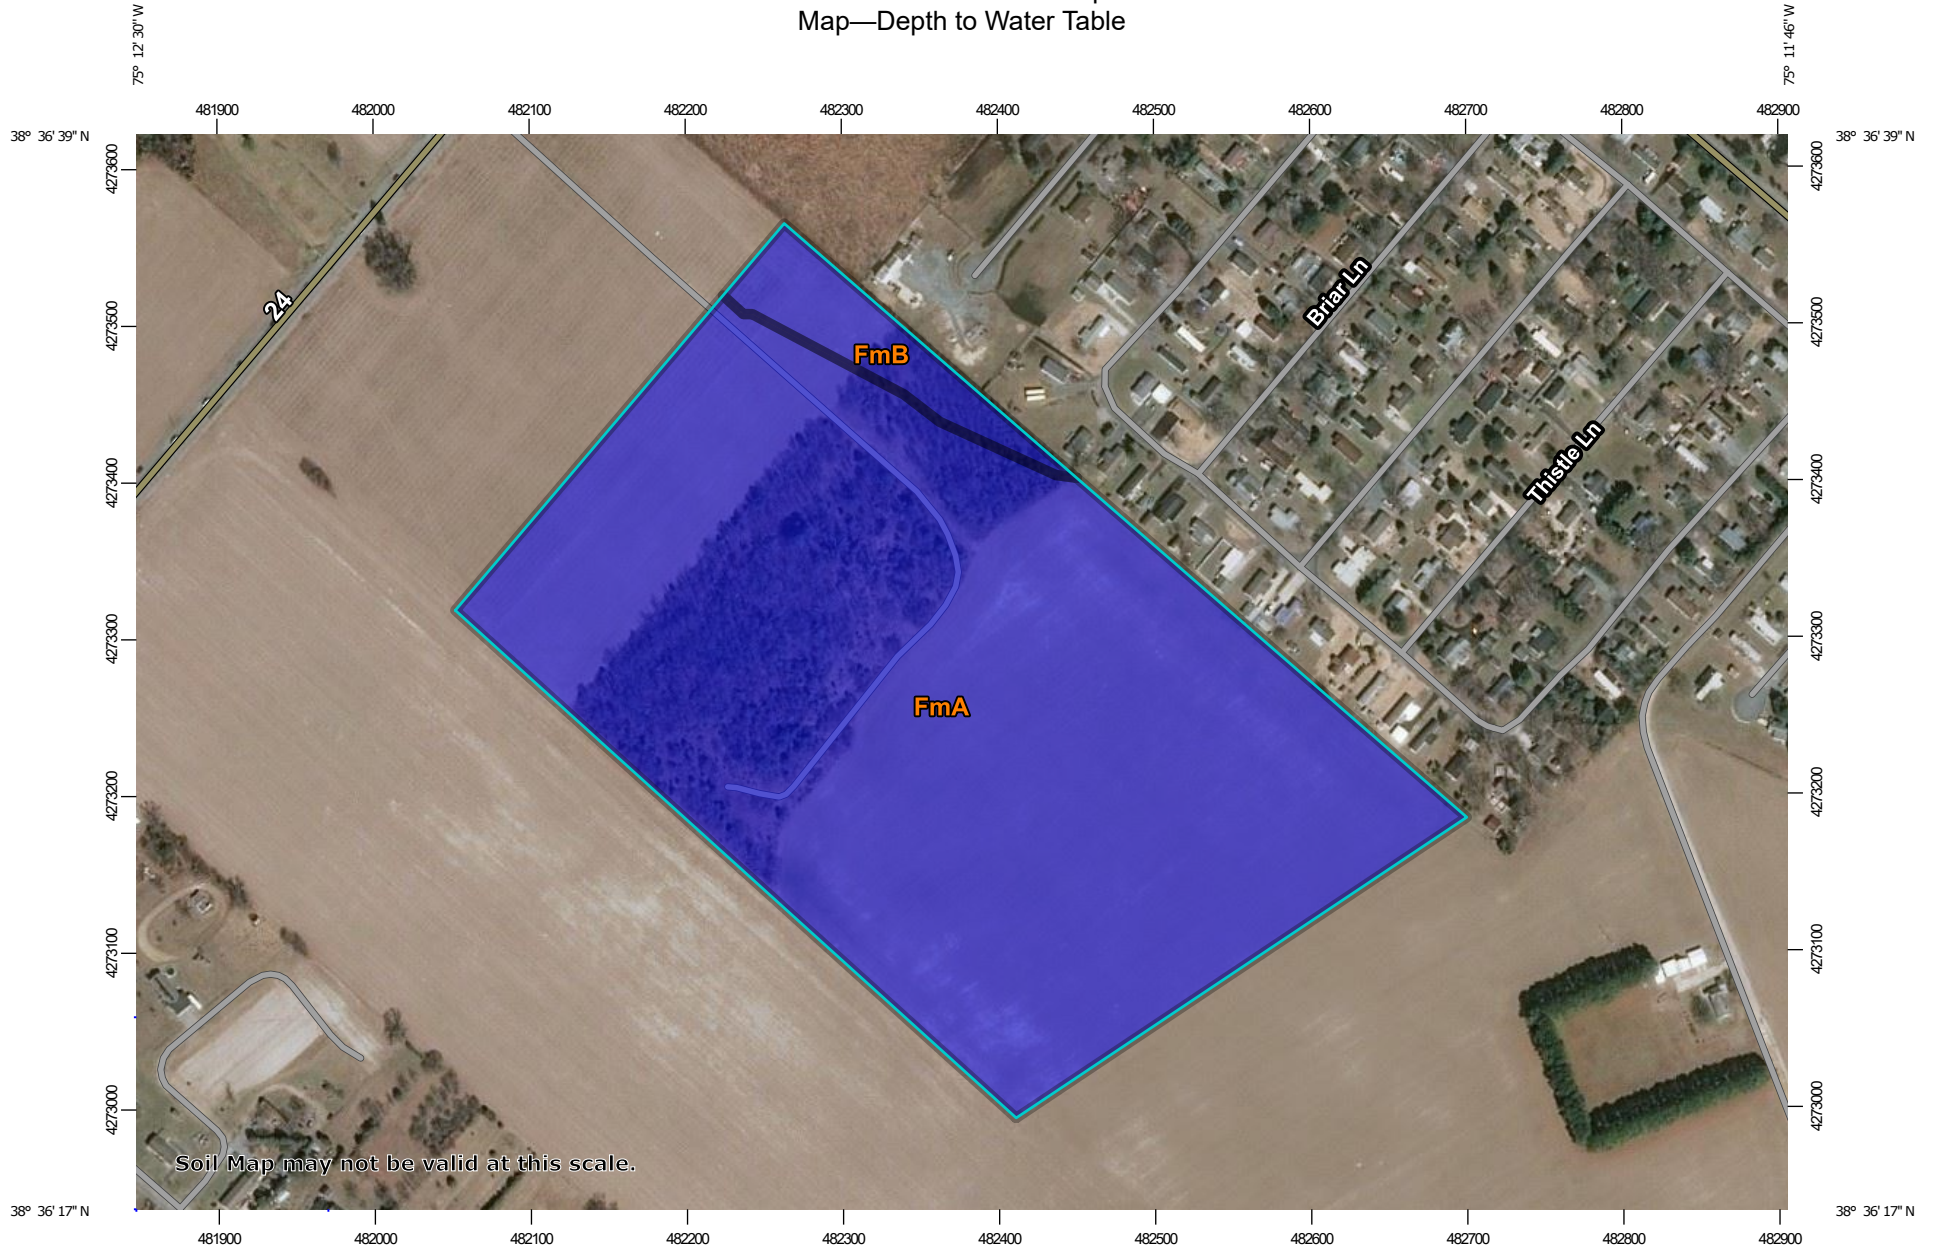 Map—Depth to Water Table
75° 12' 30'' W
75° 11' 46'' W
481900 482000 482100 482200 482300 482400 482500 482600 482700 482800 482900
38° 36' 39'' N
38° 36' 39'' N
4273600
4273600
4273500
4273500
4273400
4273400
4273300
4273300
4273200
4273200
4273100
4273100
4273000
4273000
24
Briar Ln
FmB
Thistle Ln
FmA
Soil Map may not be valid at this scale.
38° 36' 17'' N
38° 36' 17'' N
481900 482000 482100 482200 482300 482400 482500 482600 482700 482800 482900